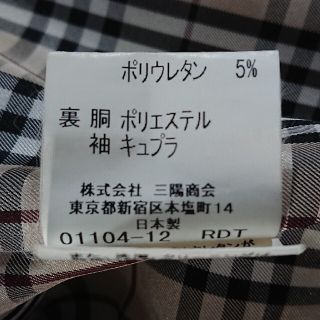 ポリウレタン 5%
裏 胴 ポリエステル
袖 キュプラ
株式会社 三陽商会
東京都新宿区本塩町14
日本製
01104-12 RDT